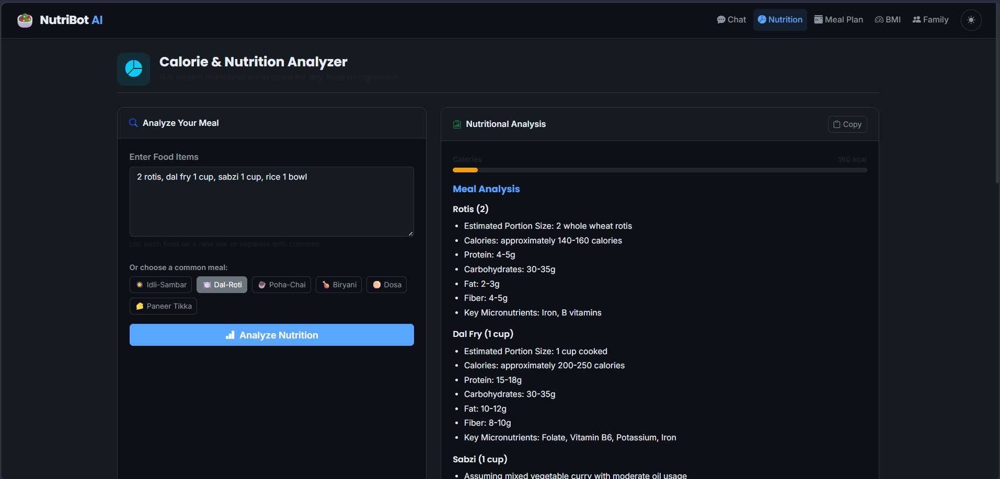 NutriBot AI
Chat
Nutrition
Meal Plan
BMI
Family
Calorie & Nutrition Analyzer
Get instant nutritional breakdown for any meal or ingredient
Analyze Your Meal
Enter Food Items
2 rotis, dal fry 1 cup, sabzi 1 cup, rice 1 bowl
List each food on a new line or separate with commas
Or choose a common meal:
Idli-Sambar
Dal-Roti
Poha-Chai
Biryani
Dosa
Paneer Tikka
Analyze Nutrition
Nutritional Analysis
Copy
Calories
160 kcal
Meal Analysis
Rotis (2)
• Estimated Portion Size: 2 whole wheat rotis
• Calories: approximately 140-160 calories
• Protein: 4-5g
• Carbohydrates: 30-35g
• Fat: 2-3g
• Fiber: 4-5g
• Key Micronutrients: Iron, B vitamins
Dal Fry (1 cup)
• Estimated Portion Size: 1 cup cooked
• Calories: approximately 200-250 calories
• Protein: 15-18g
• Carbohydrates: 30-35g
• Fat: 10-12g
• Fiber: 8-10g
• Key Micronutrients: Folate, Vitamin B6, Potassium, Iron
Sabzi (1 cup)
• Assuming mixed vegetable curry with moderate oil usage